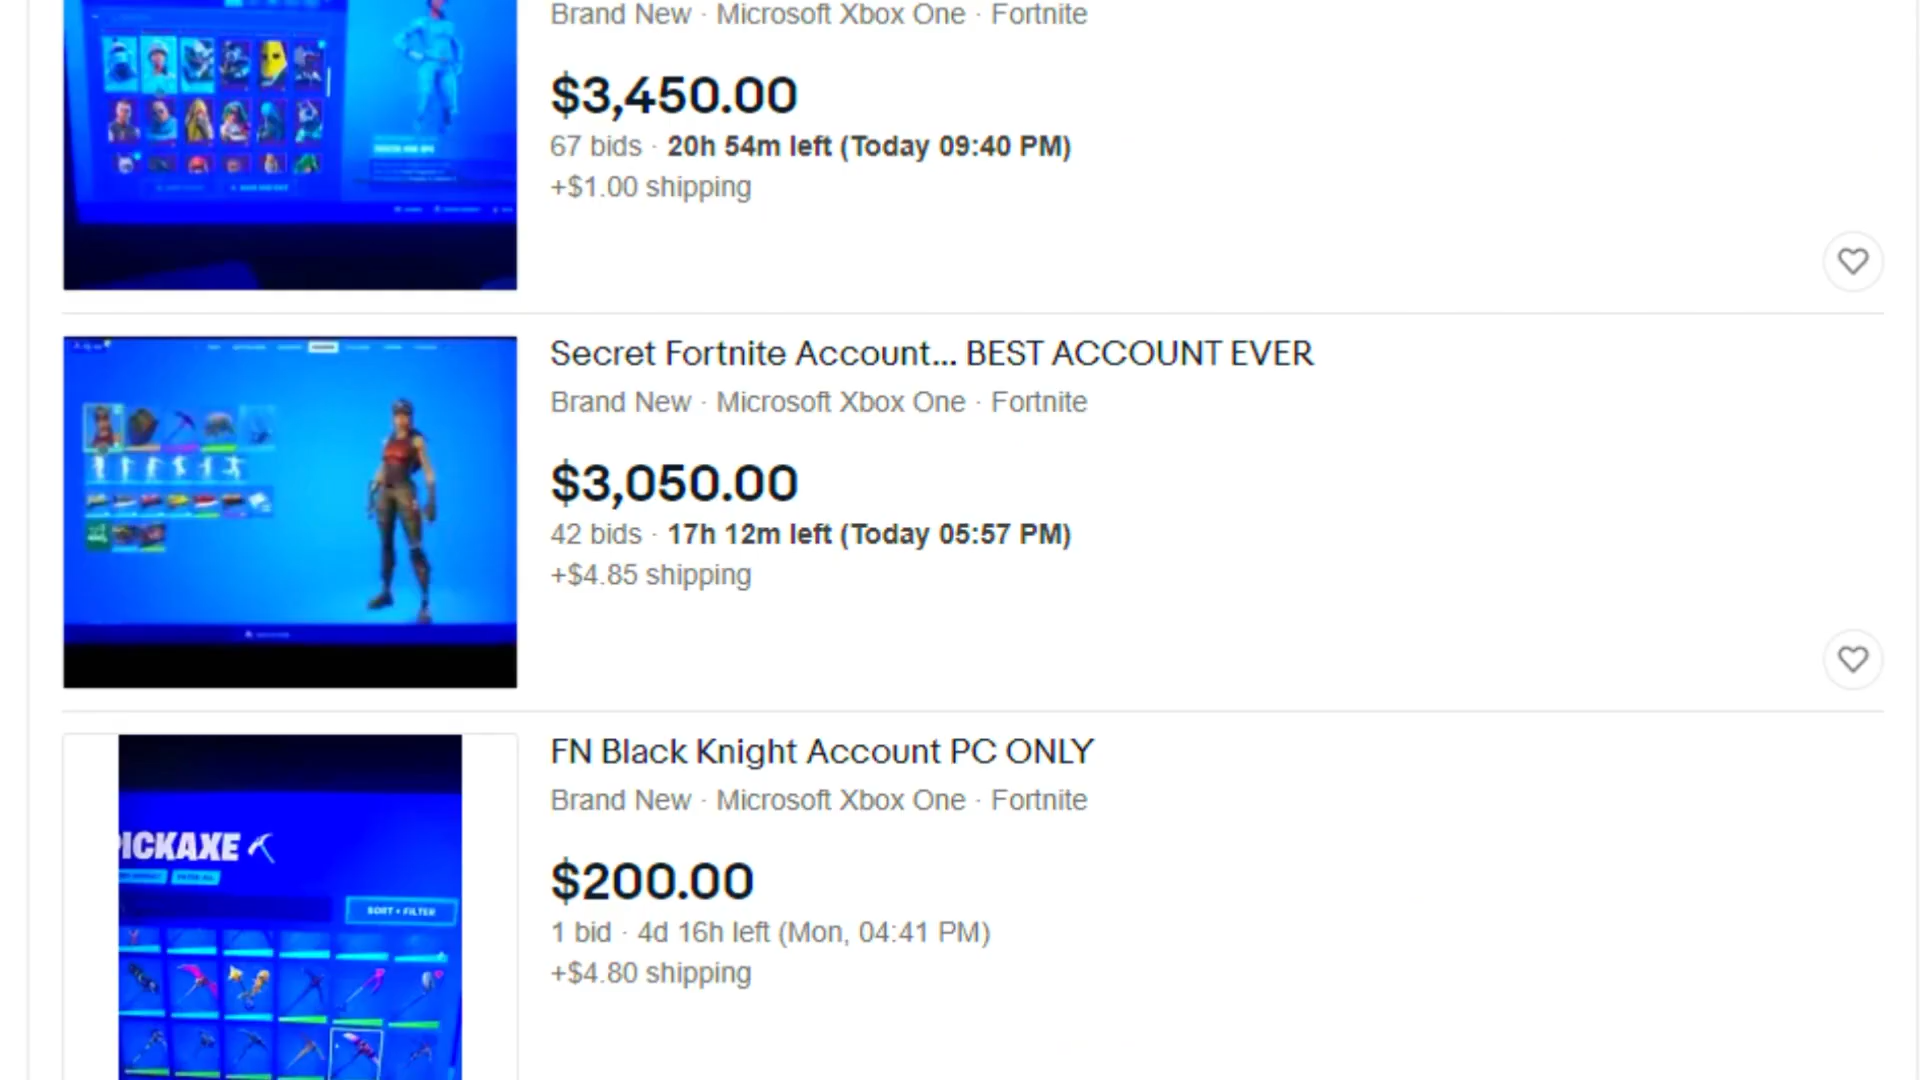 Brand New · Microsoft Xbox One · Fortnite
$3,450.00
67 bids · 20h 54m left (Today 09:40 PM)
+$1.00 shipping
Secret Fortnite Account... BEST ACCOUNT EVER
Brand New · Microsoft Xbox One · Fortnite
$3,050.00
42 bids · 17h 12m left (Today 05:57 PM)
+$4.85 shipping
FN Black Knight Account PC ONLY
Brand New · Microsoft Xbox One · Fortnite
$200.00
1 bid · 4d 16h left (Mon, 04:41 PM)
+$4.80 shipping
PICKAXE
SORT + FILTER